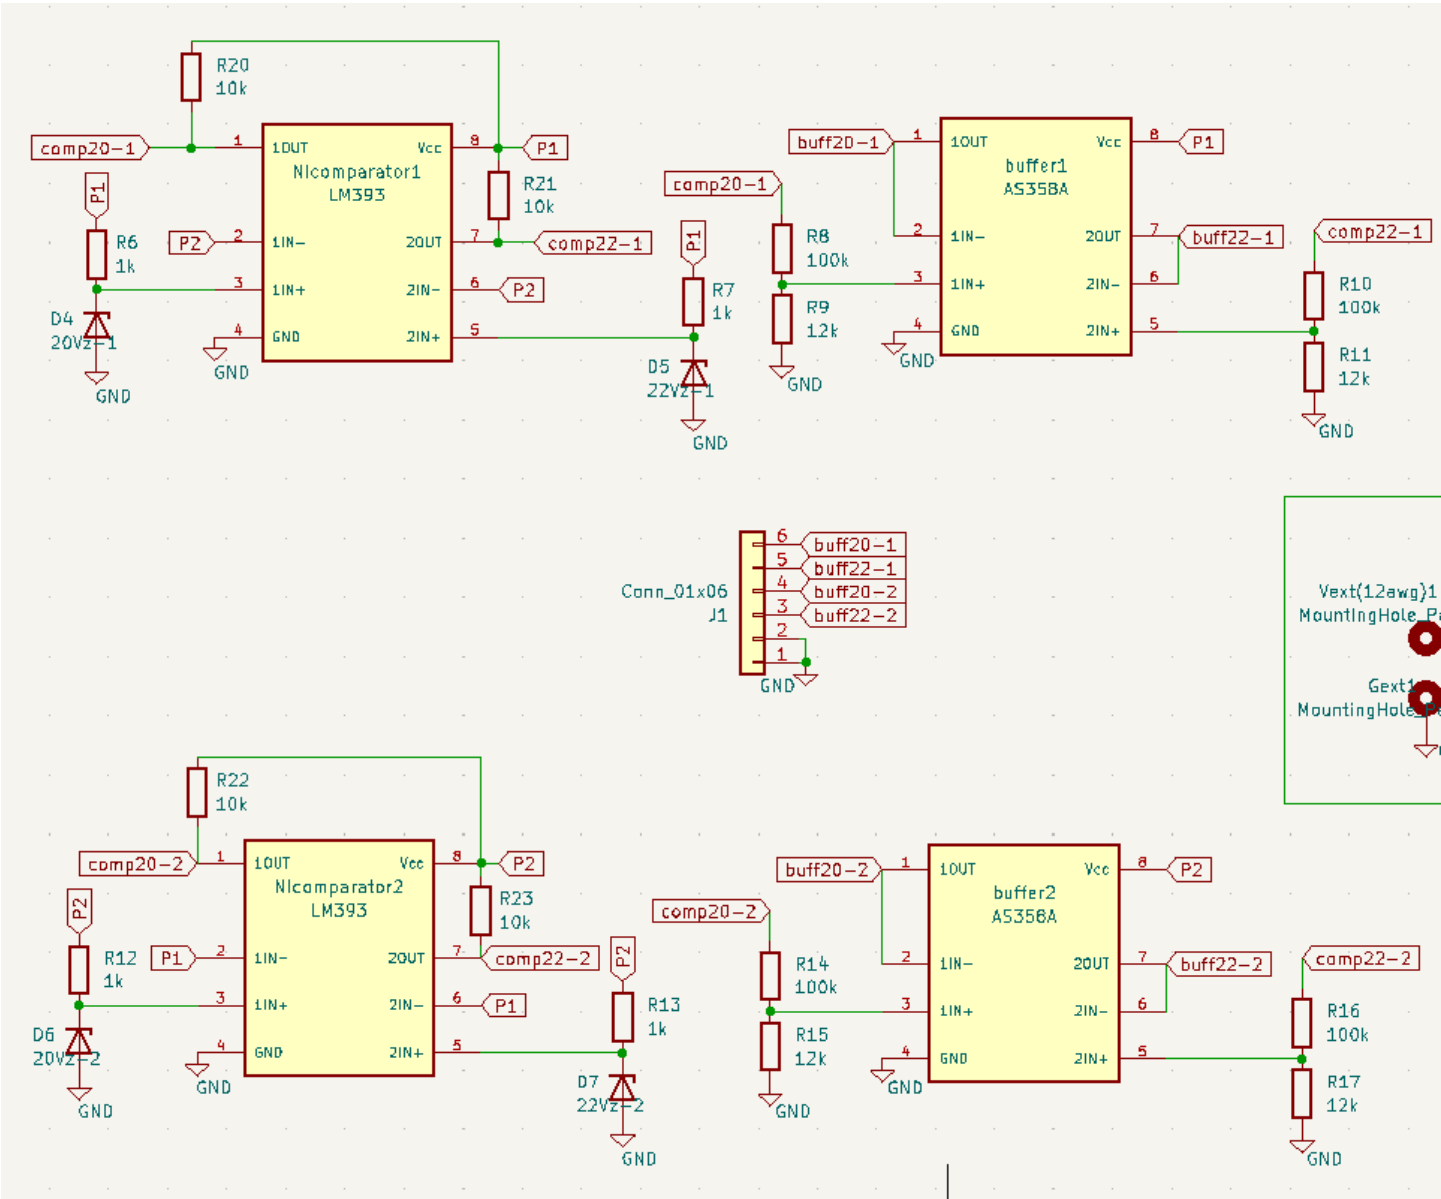 R20
10k
comp20-1
1
1OUT
Vcc
8
P1
NIcomparator1
LM393
P1
R21
10k
R6
1k
P2
2
1IN-
2OUT
7
comp22-1
3
1IN+
2IN-
6
P2
D4
20Vz-1
4
GND
2IN+
5
GND
GND
P1
R7
1k
D5
22Vz-1
GND
buff20-1
1
1OUT
Vcc
8
P1
buffer1
AS358A
comp20-1
R8
100k
2
1IN-
2OUT
7
buff22-1
comp22-1
3
1IN+
2IN-
6
R10
100k
R9
12k
4
GND
2IN+
5
GND
GND
R11
12k
GND
Conn_01x06
J1
6
buff20-1
5
buff22-1
4
buff20-2
3
buff22-2
2
1
GND
Vext(12awg)1
MountingHole_P
Gext1
MountingHole_P
R22
10k
comp20-2
1
1OUT
Vcc
8
P2
NIcomparator2
LM393
P2
R23
10k
R12
1k
P1
2
1IN-
2OUT
7
comp22-2
3
1IN+
2IN-
6
P1
D6
20Vz-2
4
GND
2IN+
5
GND
GND
P2
R13
1k
D7
22Vz-2
GND
buff20-2
1
1OUT
Vcc
8
P2
buffer2
AS358A
comp20-2
R14
100k
2
1IN-
2OUT
7
buff22-2
comp22-2
3
1IN+
2IN-
6
R16
100k
R15
12k
4
GND
2IN+
5
GND
GND
R17
12k
GND